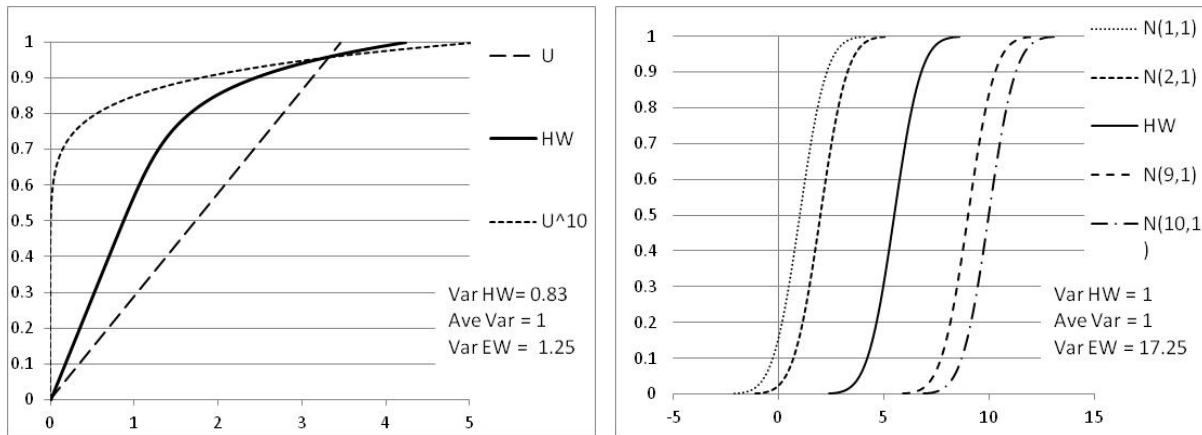 1
0.9
0.8
0.7
0.6
0.5
0.4
0.3
0.2
0.1
0
0 1 2 3 4 5
U
HW
U^10
Var HW= 0.83
Ave Var = 1
Var EW = 1.25
1
0.9
0.8
0.7
0.6
0.5
0.4
0.3
0.2
0.1
0
-5 0 5 10 15
N(1,1)
N(2,1)
HW
N(9,1)
N(10,1
)
Var HW = 1
Ave Var = 1
Var EW = 17.25